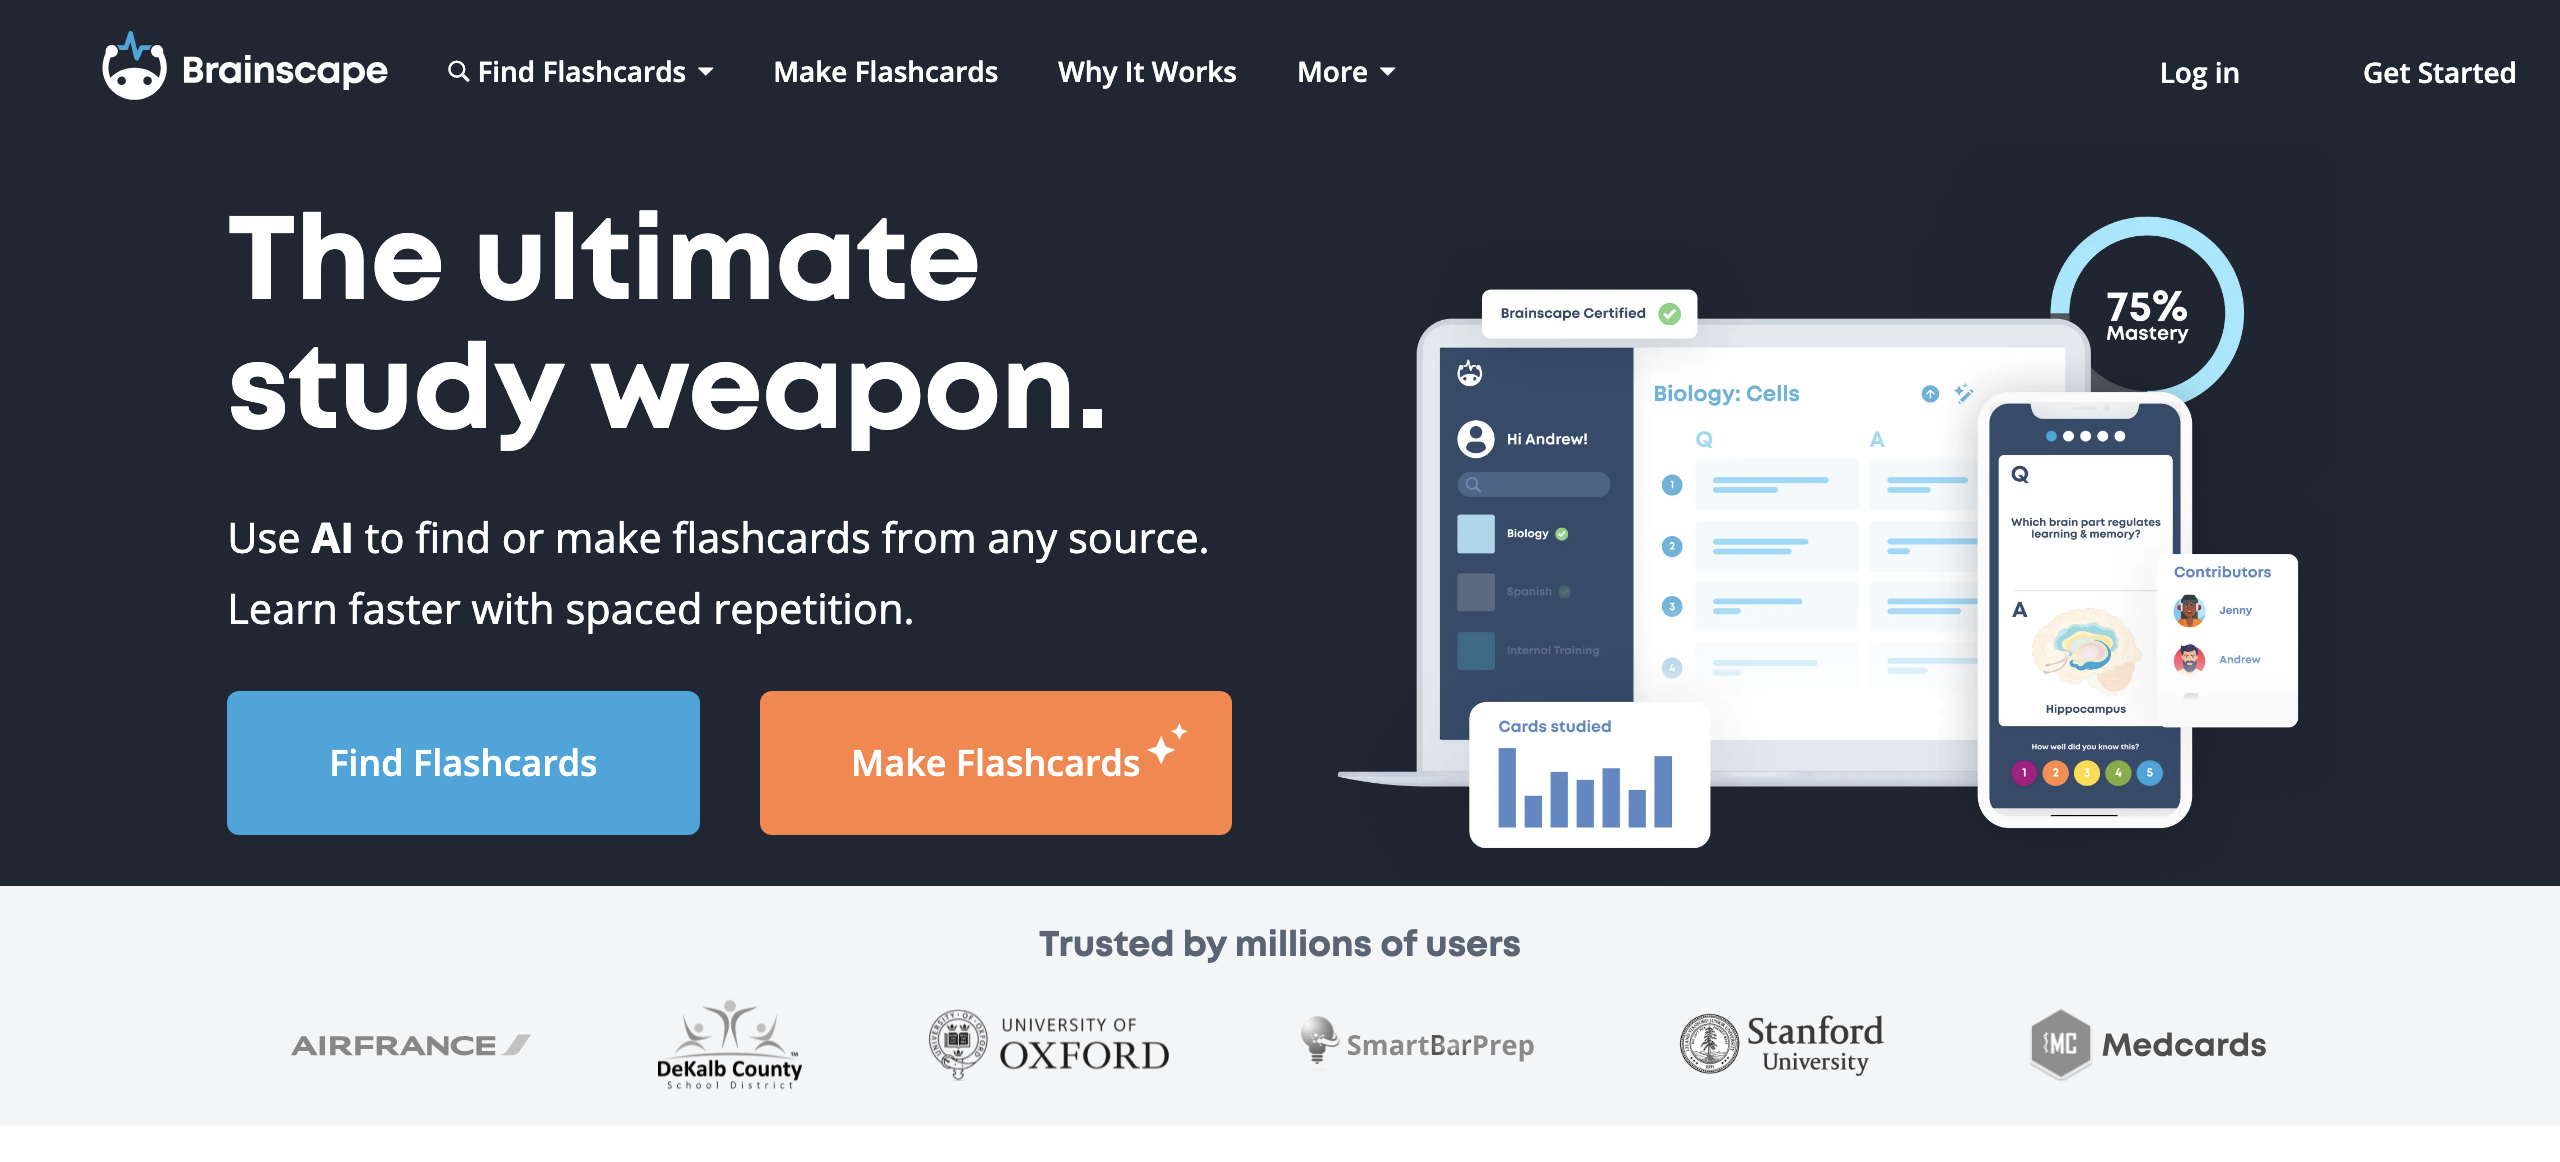 Brainscape
Find Flashcards
Make Flashcards
Why It Works
More
Log in
Get Started
The ultimate
study weapon.
Use AI to find or make flashcards from any source.
Learn faster with spaced repetition.
Find Flashcards
Make Flashcards
Brainscape Certified
75%
Mastery
Hi Andrew!
Biology
Spanish
Internal Training
Biology: Cells
Q A
1
2
3
4
Cards studied
Q
Which brain part regulates
learning & memory?
A
Hippocampus
How well did you know this?
1 2 3 4 5
Contributors
Jenny
Andrew
Trusted by millions of users
AIRFRANCE
DeKalb County
School District
™
UNIVERSITY OF
OXFORD
SmartBarPrep
Stanford
University
MC
Medcards